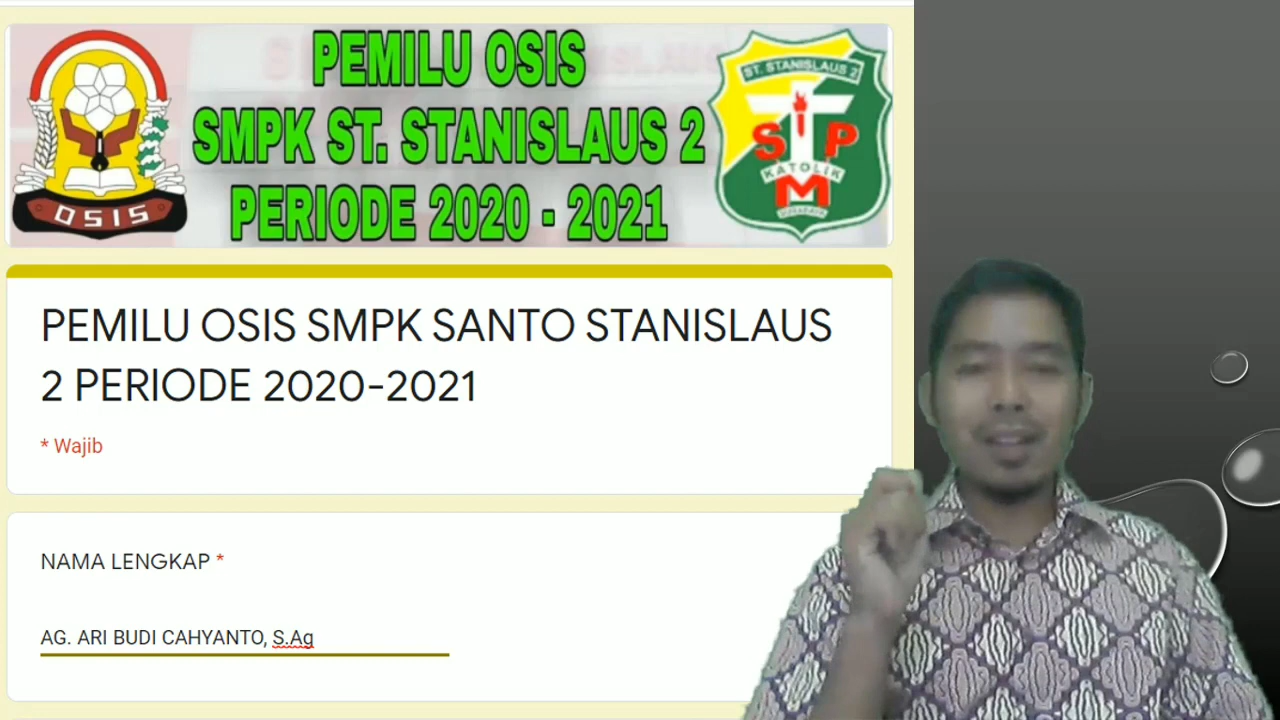 PEMILU OSIS
SMPK ST. STANISLAUS 2
PERIODE 2020 - 2021
OSIS
ST. STANISLAUS 2
S P
KATOLIK
M
SURABAYA
PEMILU OSIS SMPK SANTO STANISLAUS
2 PERIODE 2020-2021
* Wajib
NAMA LENGKAP *
AG. ARI BUDI CAHYANTO, S.Ag